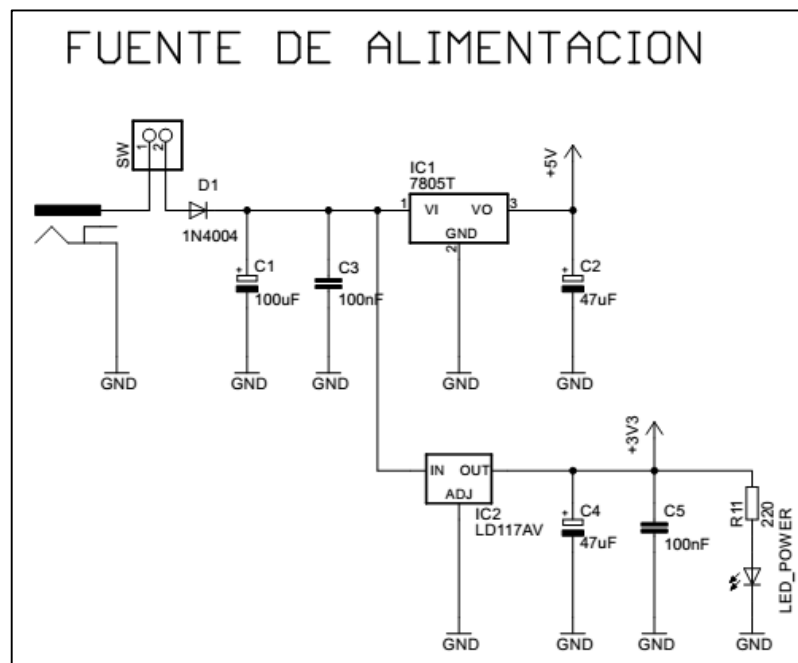 FUENTE DE ALIMENTACION
SW
1
2
D1
1N4004
C1
100uF
C3
100nF
IC1
7805T
1
VI
VO
3
GND
2
+5V
C2
47uF
GND
GND
GND
GND
GND
IN
OUT
ADJ
IC2
LD117AV
+3V3
C4
47uF
C5
100nF
R11
220
LED_POWER
GND
GND
GND
GND